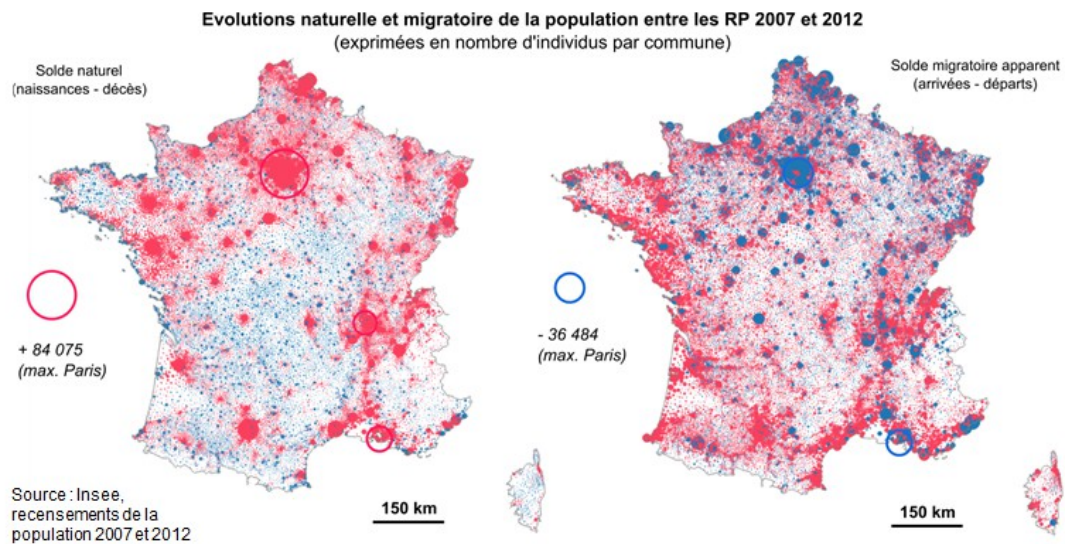 Evolutions naturelle et migratoire de la population entre les RP 2007 et 2012
(exprimées en nombre d'individus par commune)
Solde naturel
(naissances - décès)
Solde migratoire apparent
(arrivées - départs)
+ 84 075
(max. Paris)
- 36 484
(max. Paris)
Source : Insee,
recensements de la
population 2007 et 2012
150 km
150 km